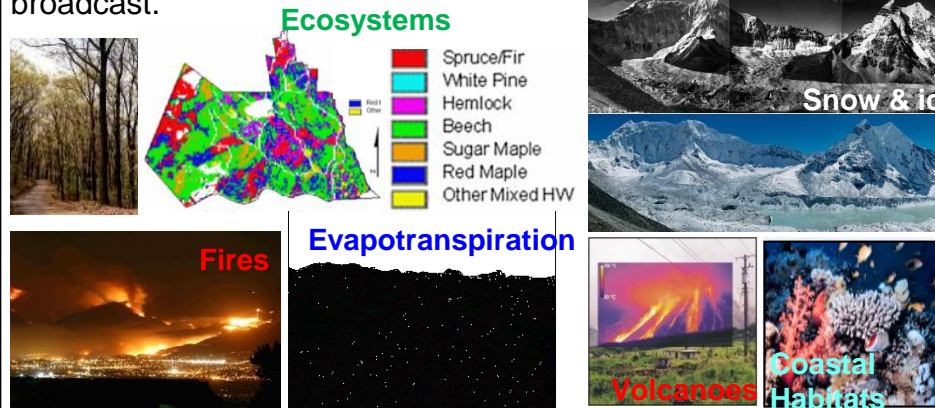 broadcast.
Ecosystems
Spruce/Fir
White Pine
Hemlock
Beech
Sugar Maple
Red Maple
Other Mixed HW
Snow & ic
Evapotranspiration
Fires
Volcanoes
Coastal
Habitats